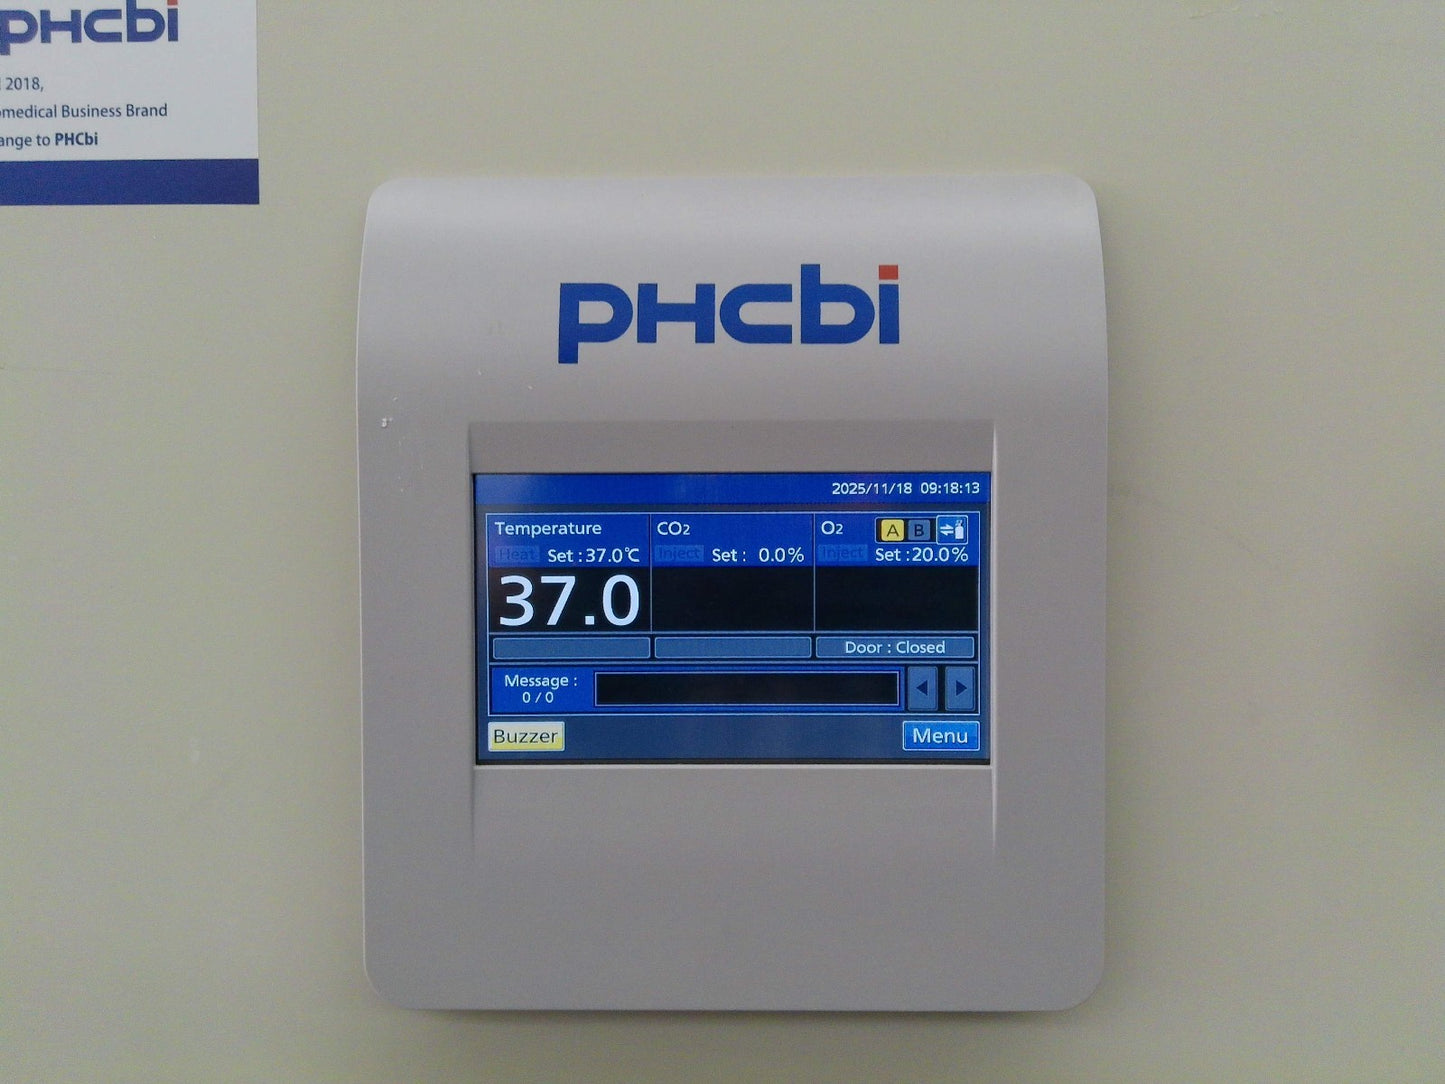 PHCbi
2018,
omedical Business Brand
ange to PHCbi
PHCbi
2025/11/18 09:18:13
Temperature
Heat Set :37.0℃
37.0
CO2
Inject Set : 0.0%
O2 A B
Inject Set :20.0%
Door : Closed
Message :
0 / 0
Buzzer
Menu